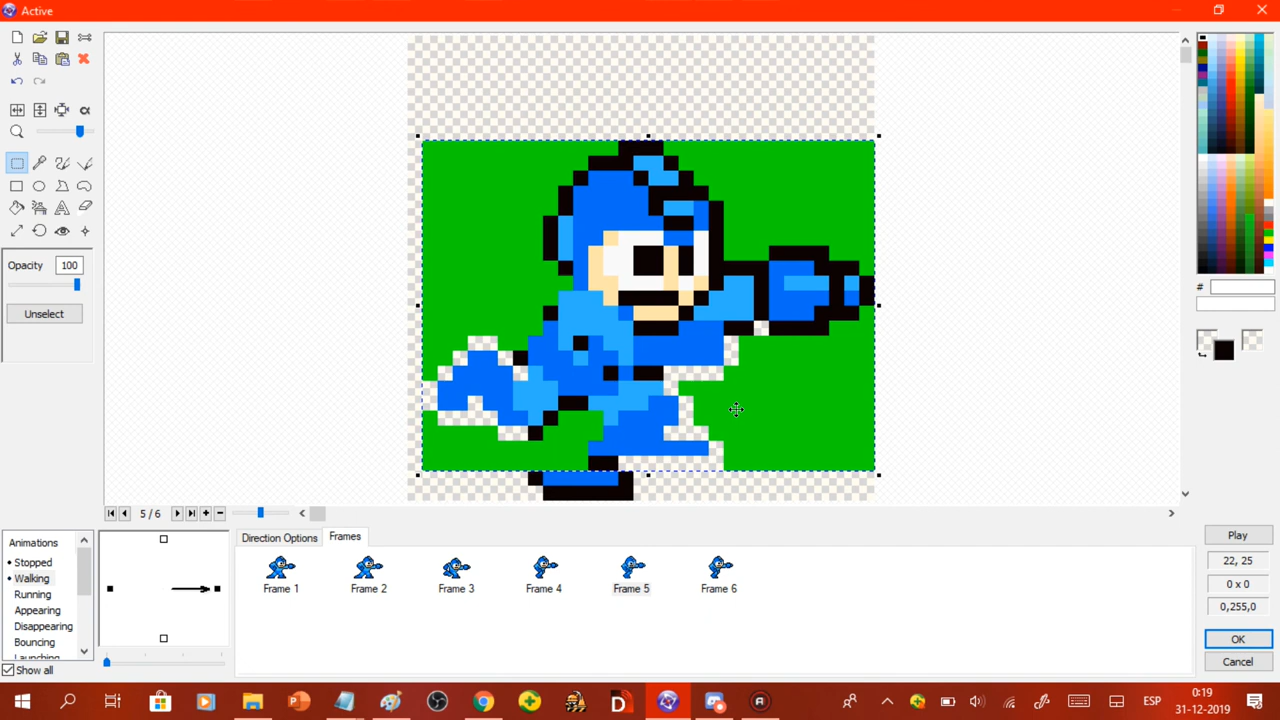 Active
Opacity 100
Unselect
#
5 / 6
Animations
Stopped
Walking
Running
Appearing
Disappearing
Bouncing
Show all
Direction Options
Frames
Frame 1
Frame 2
Frame 3
Frame 4
Frame 5
Frame 6
Play
22, 25
0 x 0
0,255,0
OK
Cancel
ESP
0:19
31-12-2019